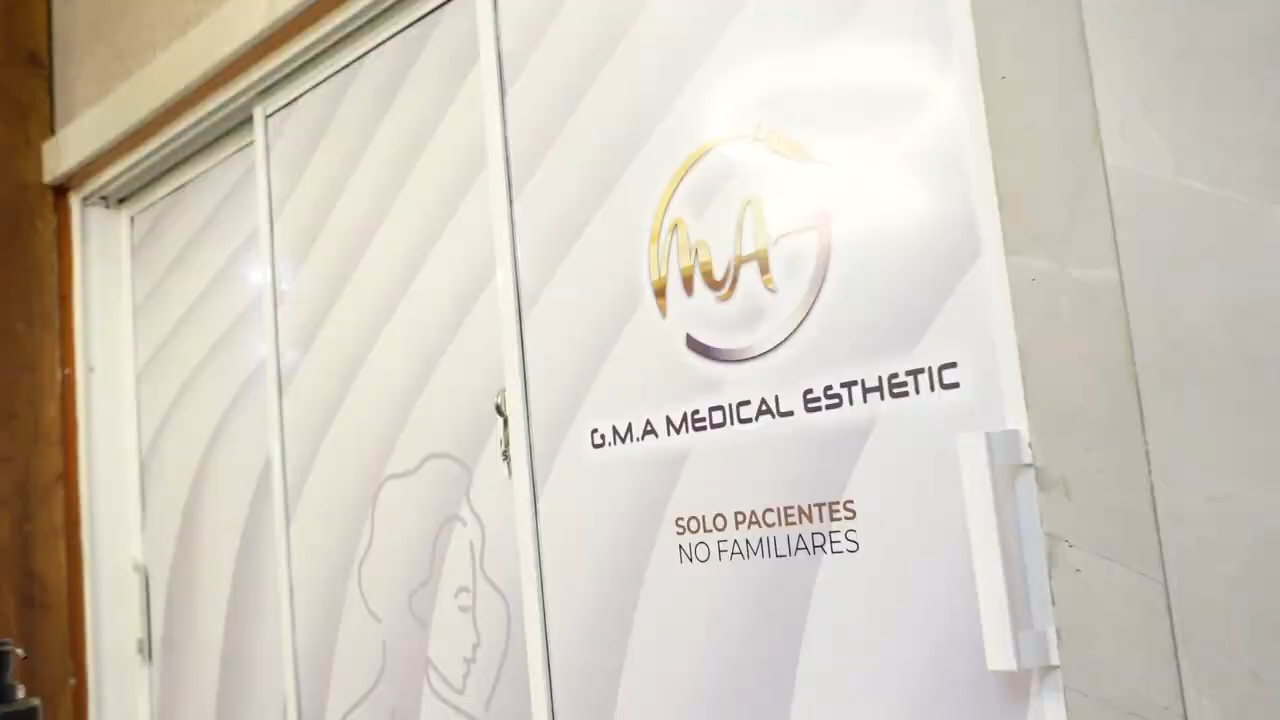 MA
G.M.A MEDICAL ESTHETIC
SOLO PACIENTES
NO FAMILIARES